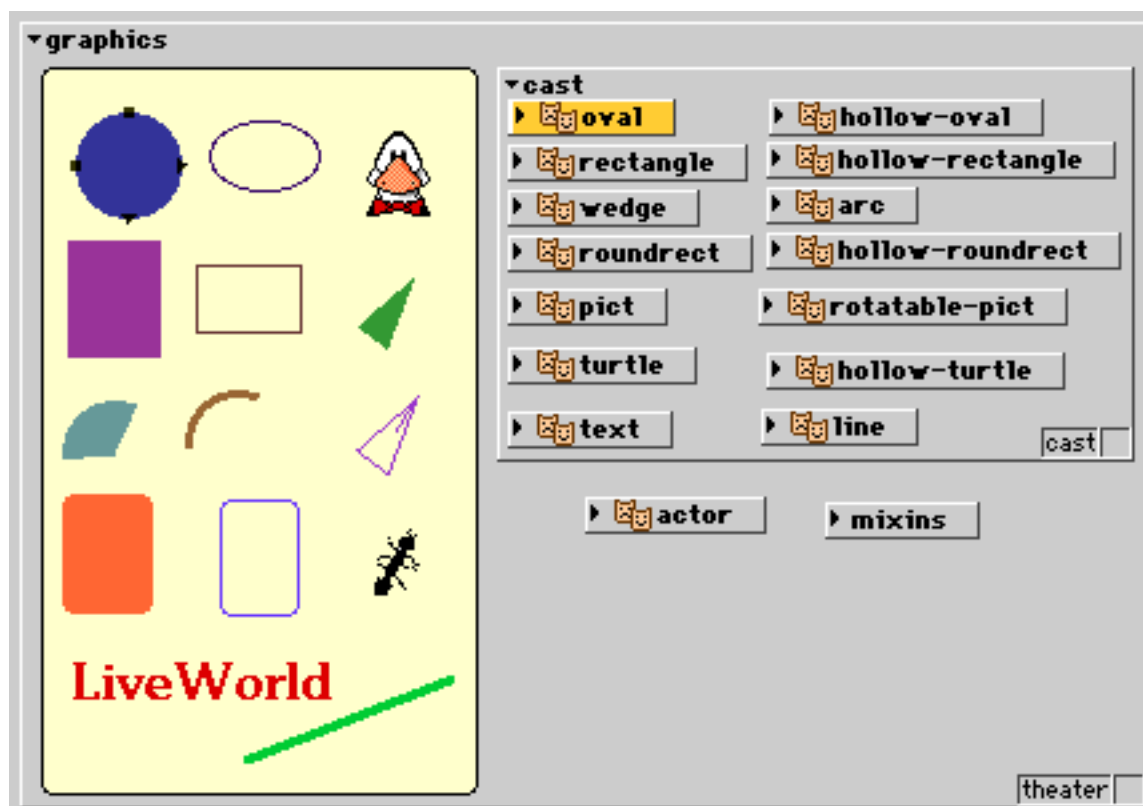 graphics
cast
oval
hollow-oval
rectangle
hollow-rectangle
wedge
arc
roundrect
hollow-roundrect
pict
rotatable-pict
turtle
hollow-turtle
text
line
cast
actor
mixins
LiveWorld
theater